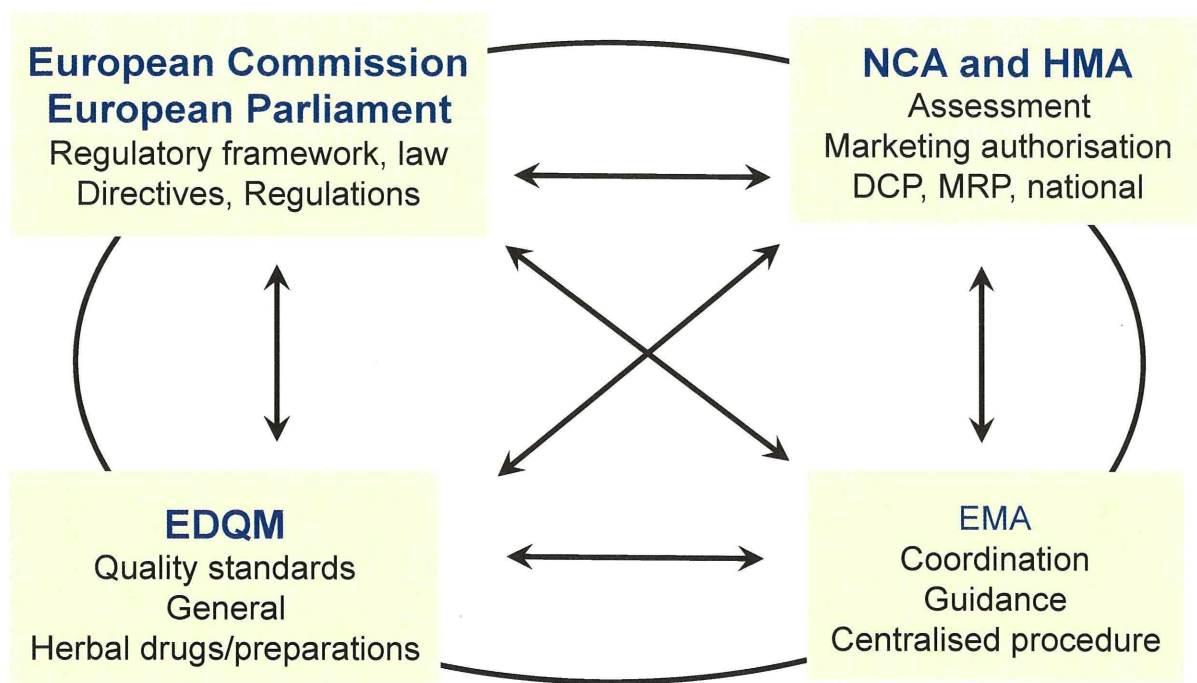 European Commission
European Parliament
Regulatory framework, law
Directives, Regulations
NCA and HMA
Assessment
Marketing authorisation
DCP, MRP, national
EDQM
Quality standards
General
Herbal drugs/preparations
EMA
Coordination
Guidance
Centralised procedure